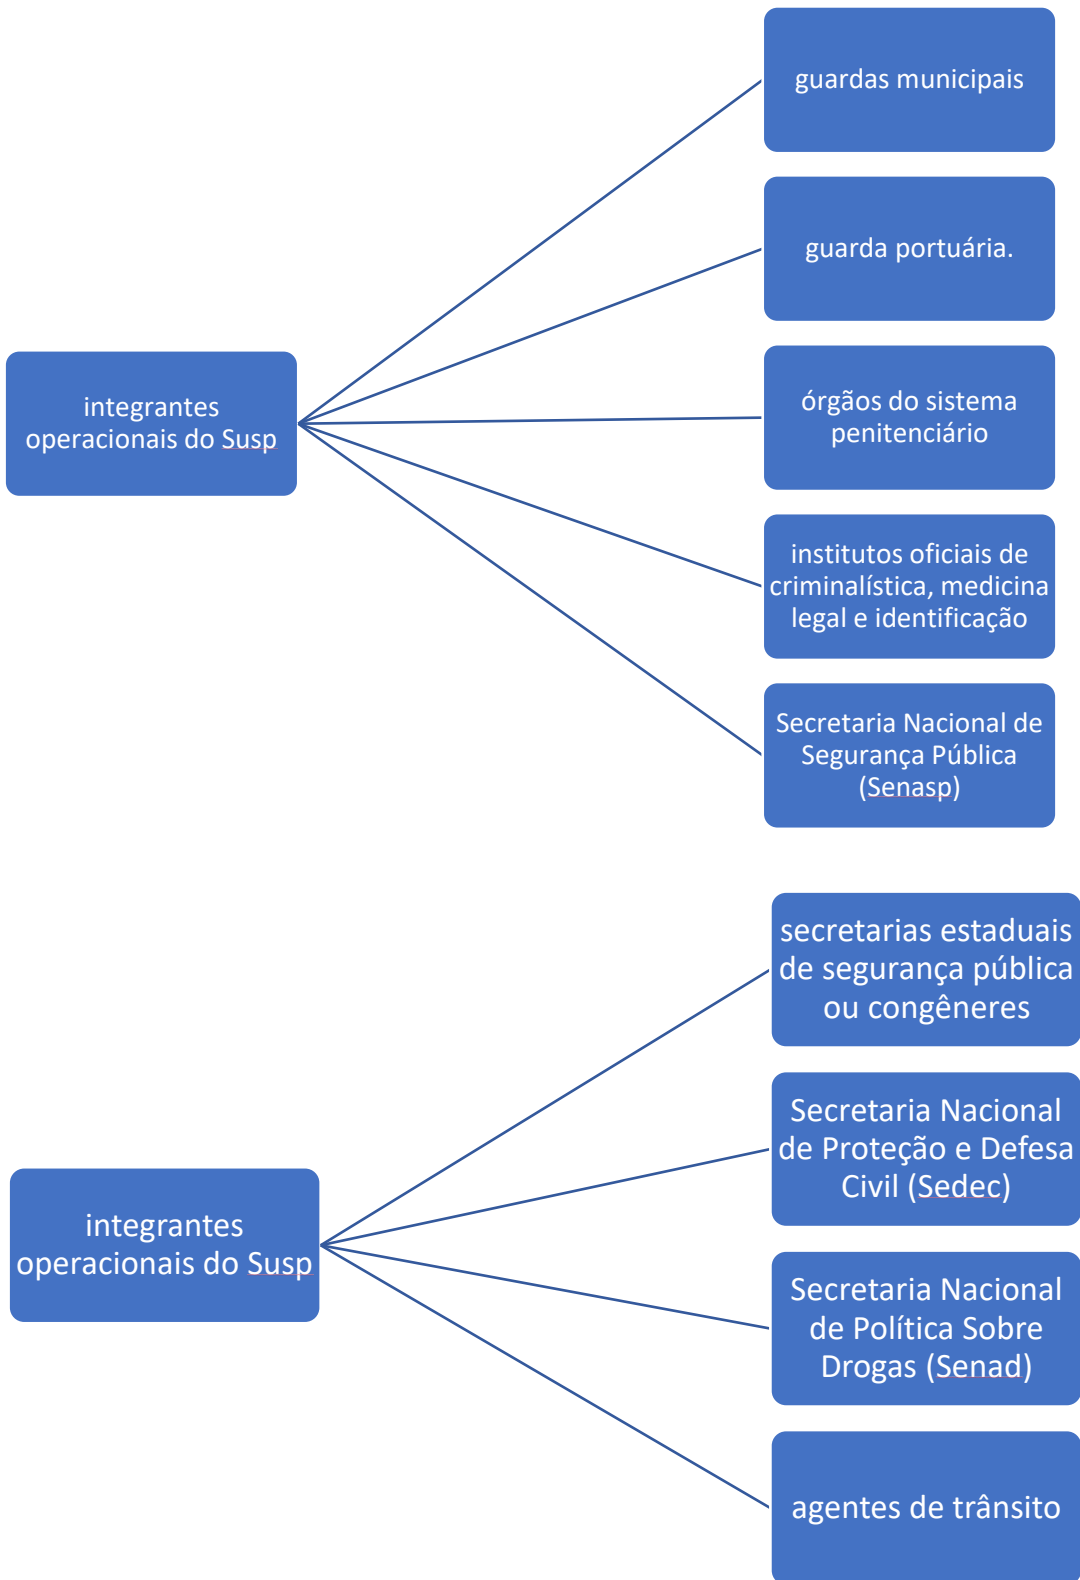 guardas municipais
guarda portuária.
integrantes
operacionais do Susp
órgãos do sistema
penitenciário
institutos oficiais de
criminalística, medicina
legal e identificação
Secretaria Nacional de
Segurança Pública
(Senasp)
secretarias estaduais
de segurança pública
ou congêneres
Secretaria Nacional
de Proteção e Defesa
Civil (Sedec)
integrantes
operacionais do Susp
Secretaria Nacional
de Política Sobre
Drogas (Senad)
agentes de trânsito